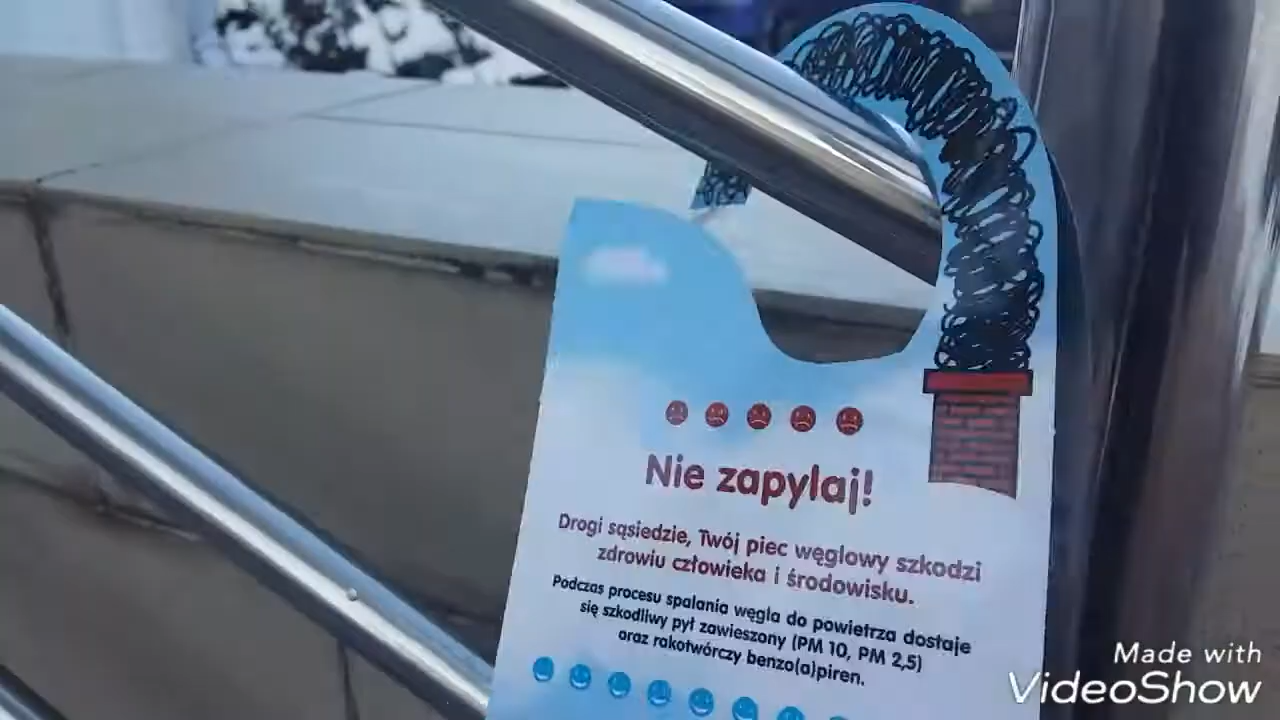 Nie zapylaj!
Drogi sąsiedzie, Twój piec węglowy szkodzi
zdrowiu człowieka i środowisku.
Podczas procesu spalania węgla do powietrza dostaje
się szkodliwy pył zawieszony (PM 10, PM 2,5)
oraz rakotwórczy benzo(a)piren.
Made with
VideoShow